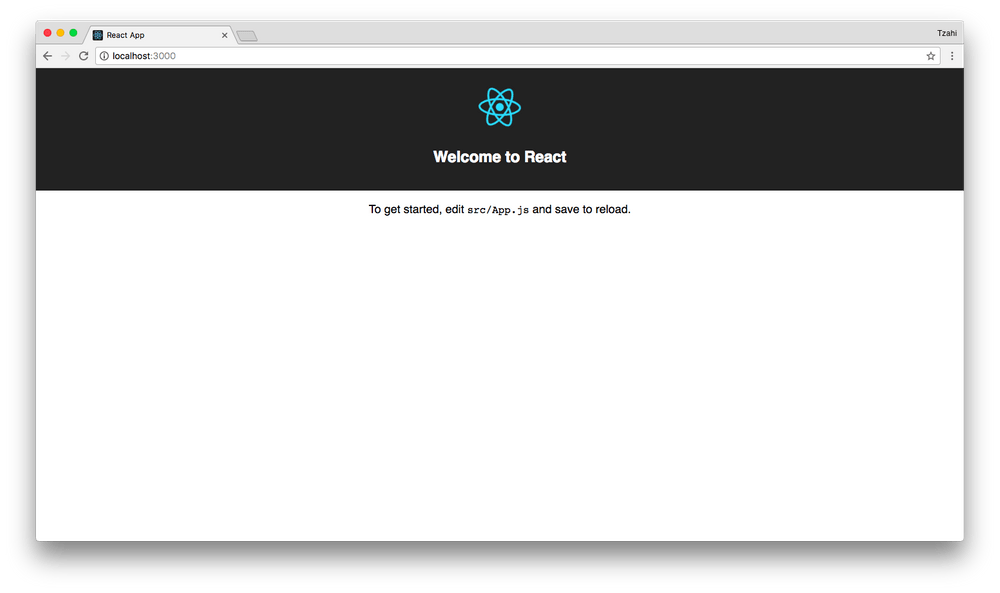 React App
Tzahi
localhost:3000
Welcome to React
To get started, edit src/App.js and save to reload.